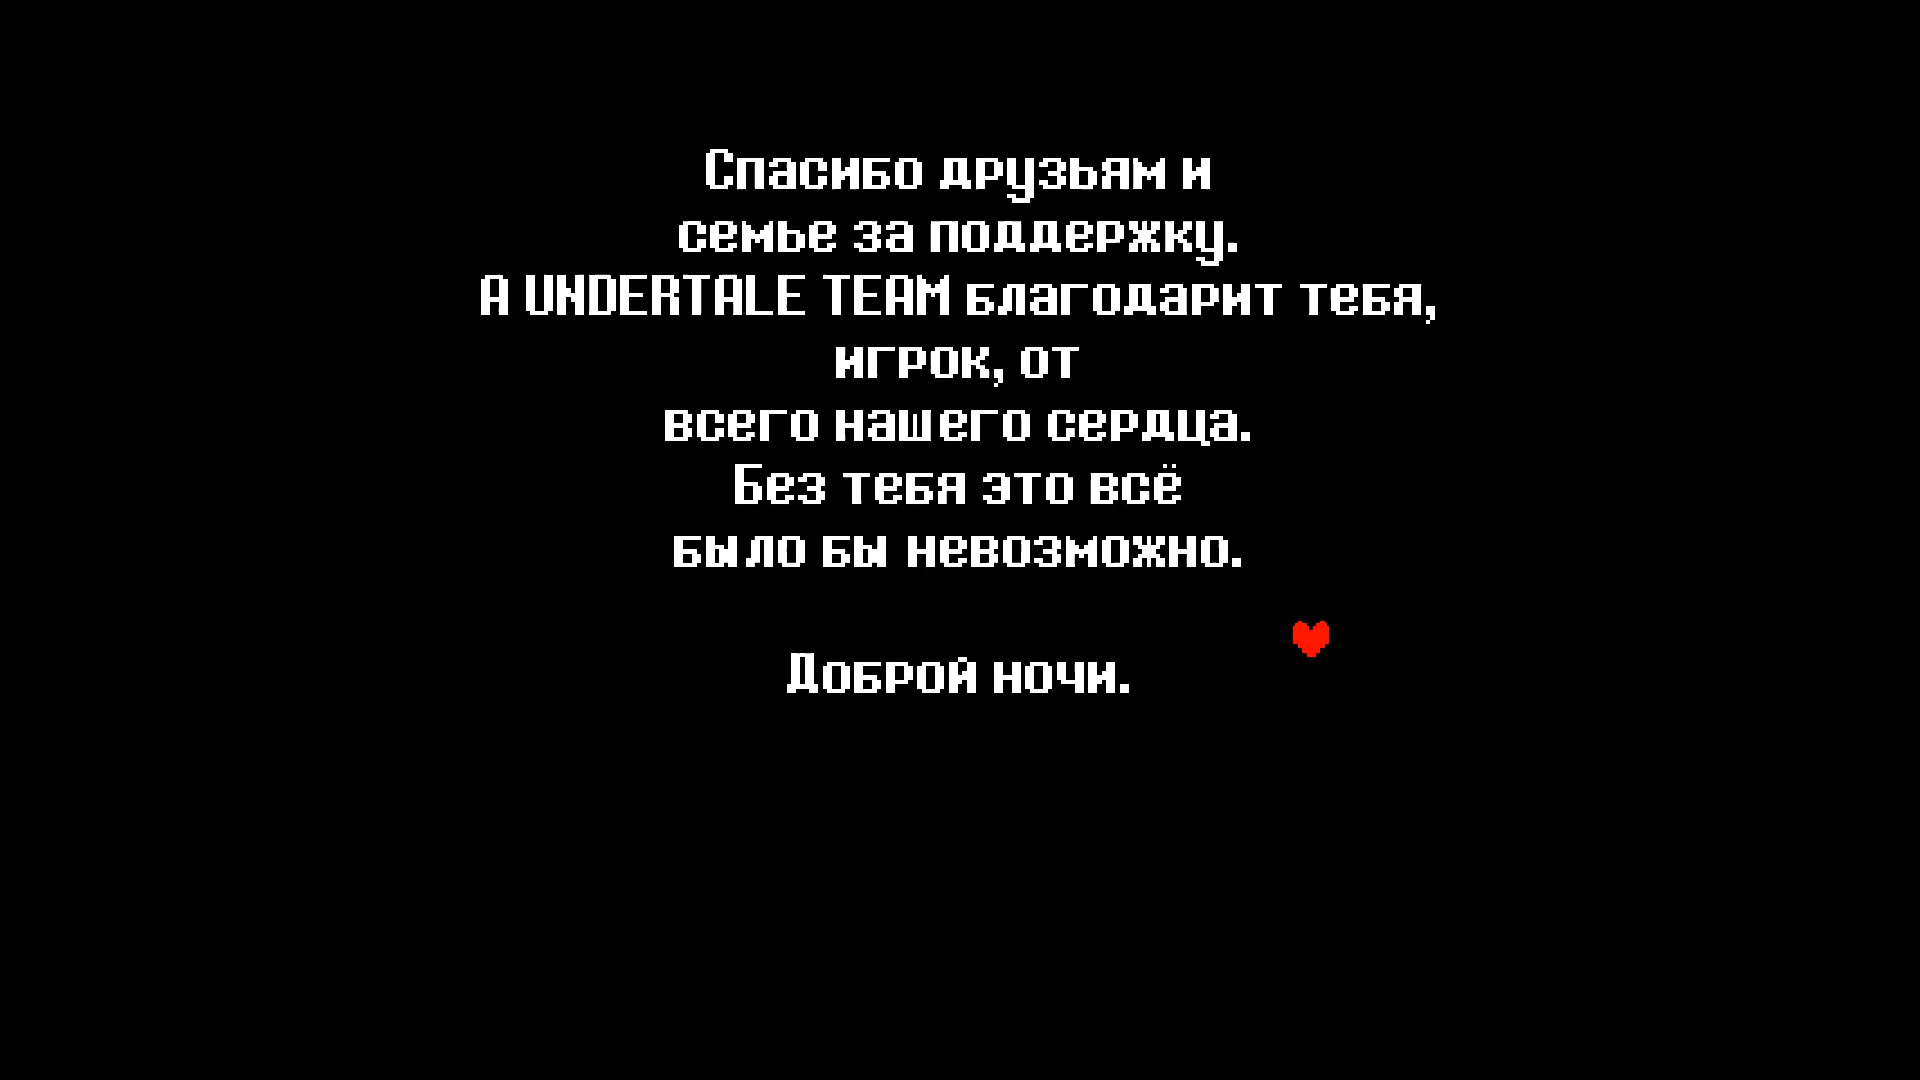 Спасибо друзьям и
семье за поддержку.
А UNDERTALE TEAM благодарит тебя,
игрок, от
всего нашего сердца.
Без тебя это всё
было бы невозможно.
Доброй ночи.